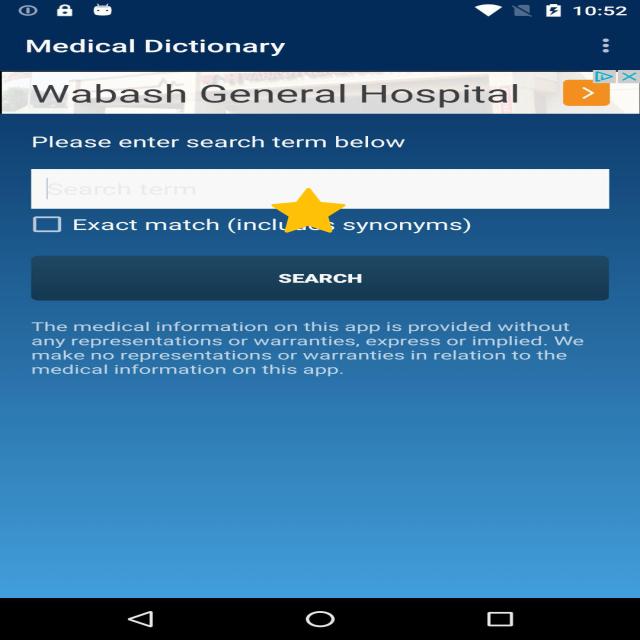 10:52
Medical Dictionary
Wabash General Hospital
Please enter search term below
Search term
Exact match (includes synonyms)
SEARCH
The medical information on this app is provided without
any representations or warranties, express or implied. We
make no representations or warranties in relation to the
medical information on this app.